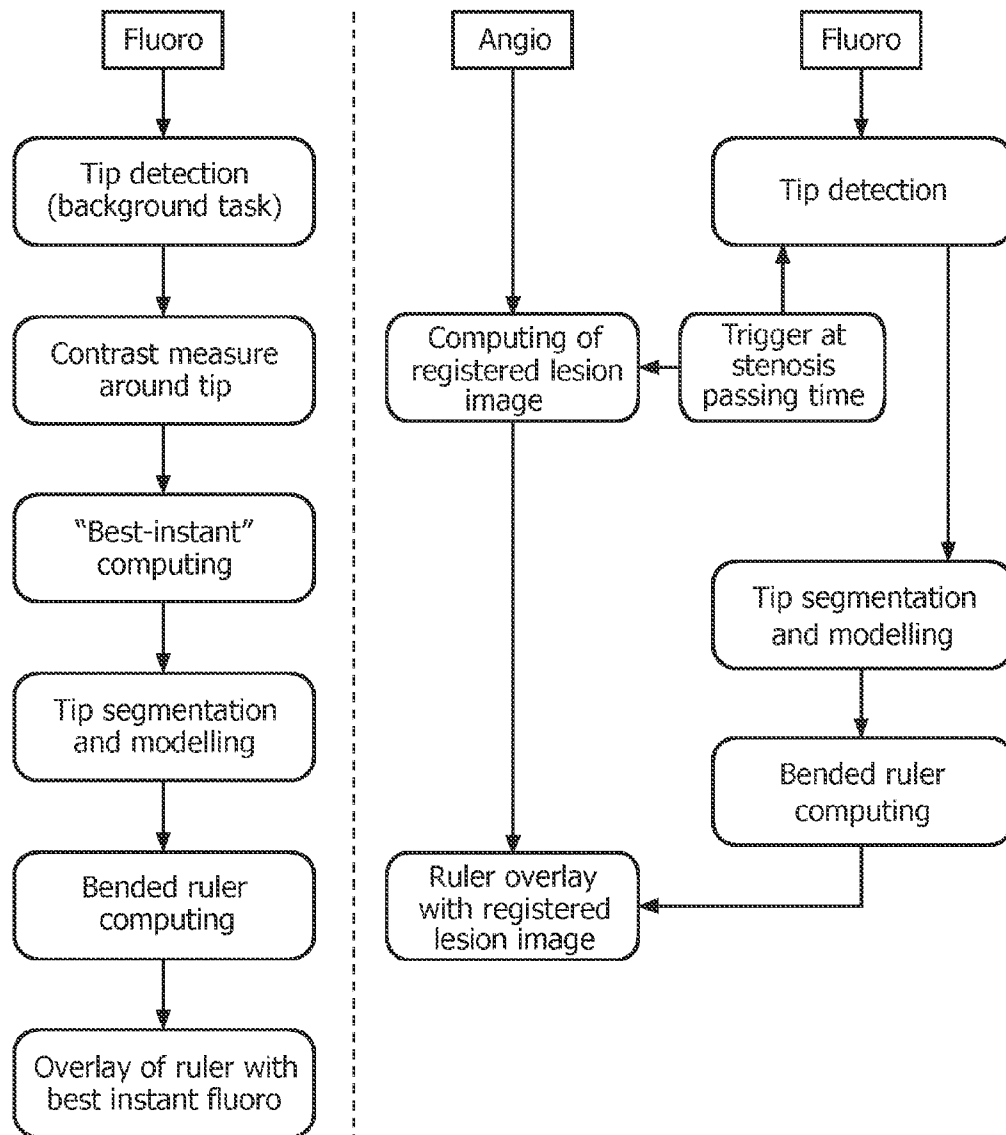 Fluoro
Tip detection
(background task)
Contrast measure
around tip
“Best-instant”
computing
Tip segmentation
and modelling
Bended ruler
computing
Overlay of ruler with
best instant fluoro
Angio
Fluoro
Tip detection
Computing of
registered lesion
image
Trigger at
stenosis
passing time
Tip segmentation
and modelling
Bended ruler
computing
Ruler overlay
with registered
lesion image